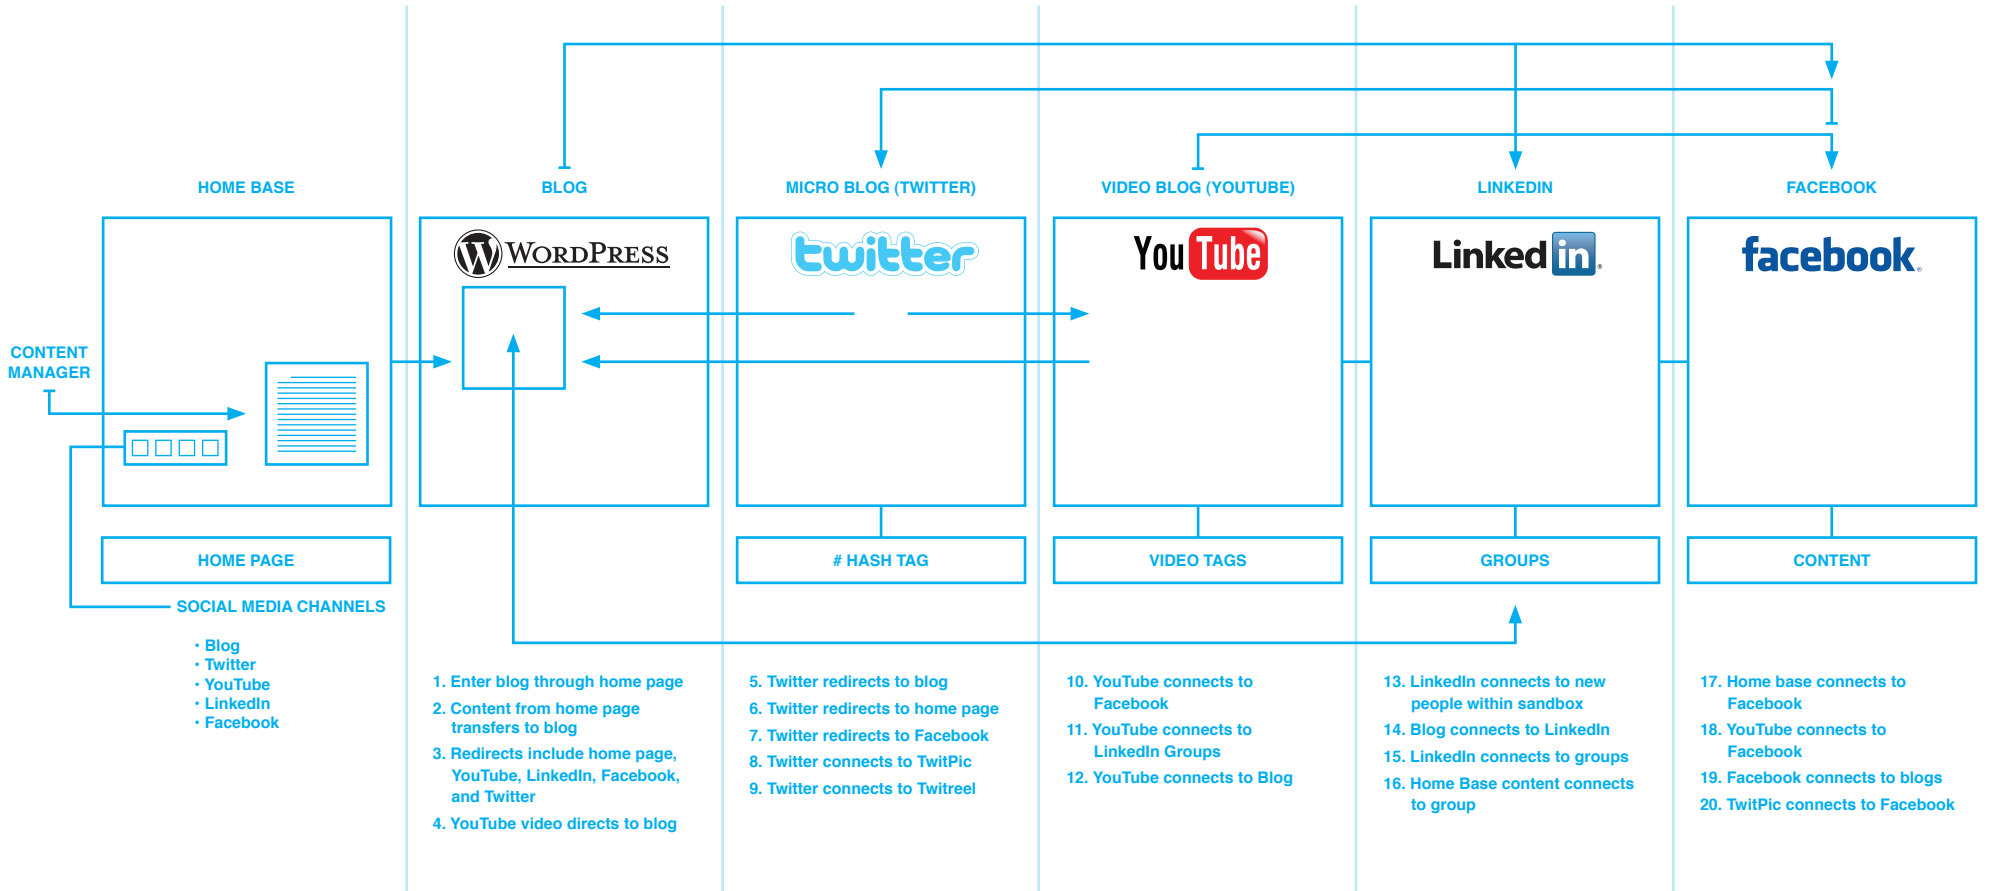 HOME BASE
BLOG
MICRO BLOG (TWITTER)
VIDEO BLOG (YOUTUBE)
LINKEDIN
FACEBOOK
WORDPRESS
twitter
YouTube
Linked in®
facebook®
CONTENT
MANAGER
HOME PAGE
# HASH TAG
VIDEO TAGS
GROUPS
CONTENT
SOCIAL MEDIA CHANNELS
• Blog
• Twitter
• YouTube
• LinkedIn
• Facebook
1. Enter blog through home page
2. Content from home page
transfers to blog
3. Redirects include home page,
YouTube, LinkedIn, Facebook,
and Twitter
4. YouTube video directs to blog
5. Twitter redirects to blog
6. Twitter redirects to home page
7. Twitter redirects to Facebook
8. Twitter connects to TwitPic
9. Twitter connects to Twitreel
10. YouTube connects to
Facebook
11. YouTube connects to
LinkedIn Groups
12. YouTube connects to Blog
13. LinkedIn connects to new
people within sandbox
14. Blog connects to LinkedIn
15. LinkedIn connects to groups
16. Home Base content connects
to group
17. Home base connects to
Facebook
18. YouTube connects to
Facebook
19. Facebook connects to blogs
20. TwitPic connects to Facebook